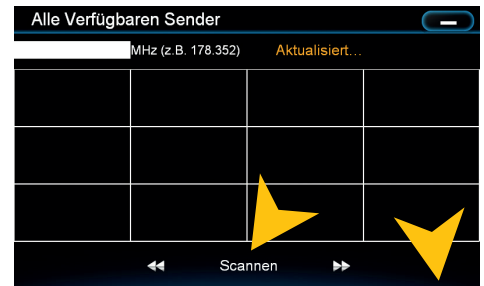 Alle Verfügbaren Sender
MHz (z.B. 178.352) Aktualisiert...
Scannen